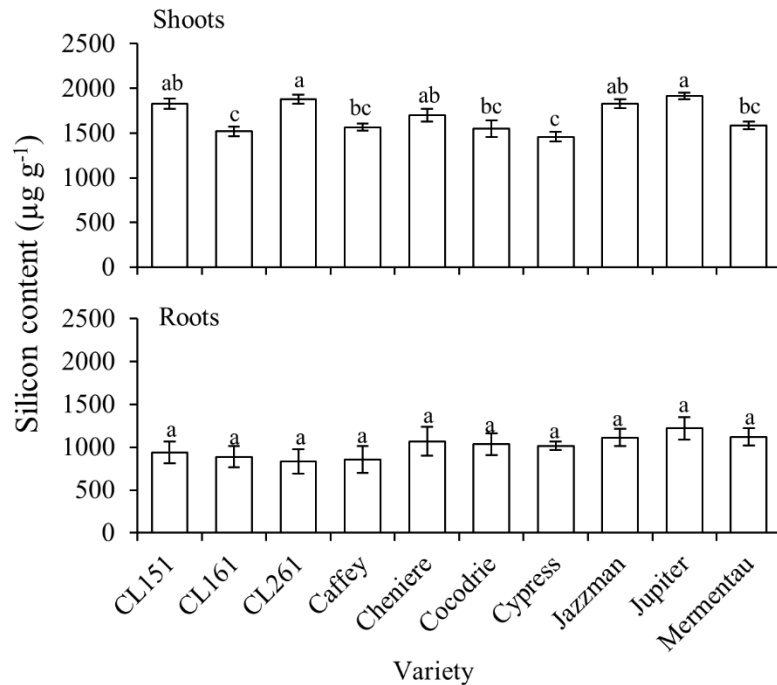 Shoots
Silicon content (µg g⁻¹)
2500
2000
1500
1000
500
0
ab
c
a
bc
ab
bc
c
ab
a
bc
Roots
2500
2000
1500
1000
500
0
a
a
a
a
a
a
a
a
a
a
CL151
CL161
CL261
Caffey
Cheniere
Cocodrie
Cypress
Jazzman
Jupiter
Mermentau
Variety